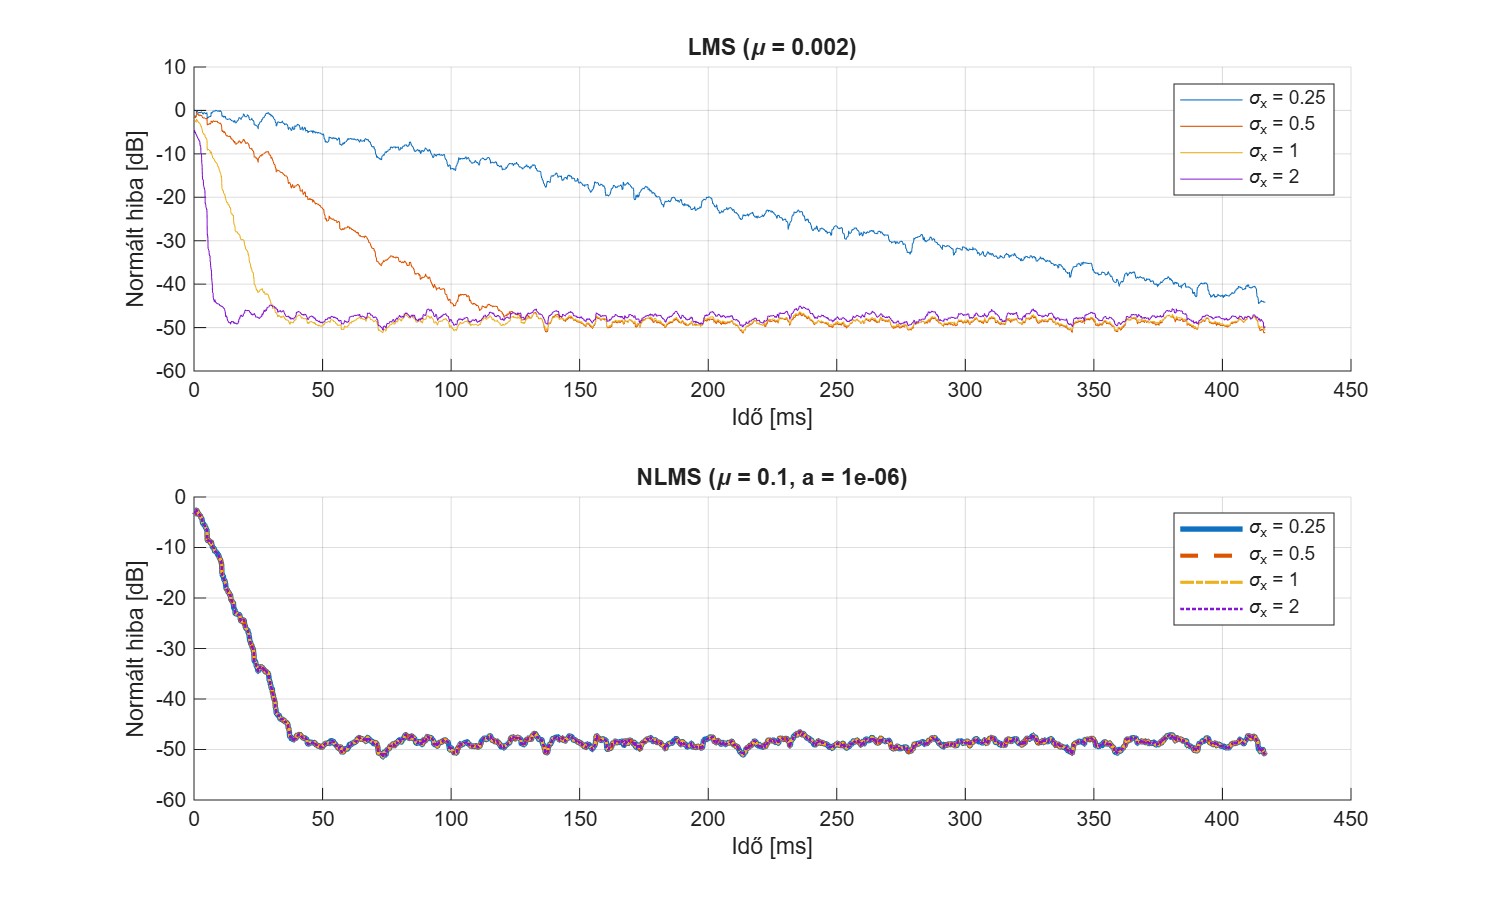 LMS (μ = 0.002)
10
0
-10
-20
-30
-40
-50
-60
Normált hiba [dB]
σx = 0.25
σx = 0.5
σx = 1
σx = 2
0 50 100 150 200 250 300 350 400 450
Idő [ms]
NLMS (μ = 0.1, a = 1e-06)
0
-10
-20
-30
-40
-50
-60
Normált hiba [dB]
σx = 0.25
σx = 0.5
σx = 1
σx = 2
0 50 100 150 200 250 300 350 400 450
Idő [ms]